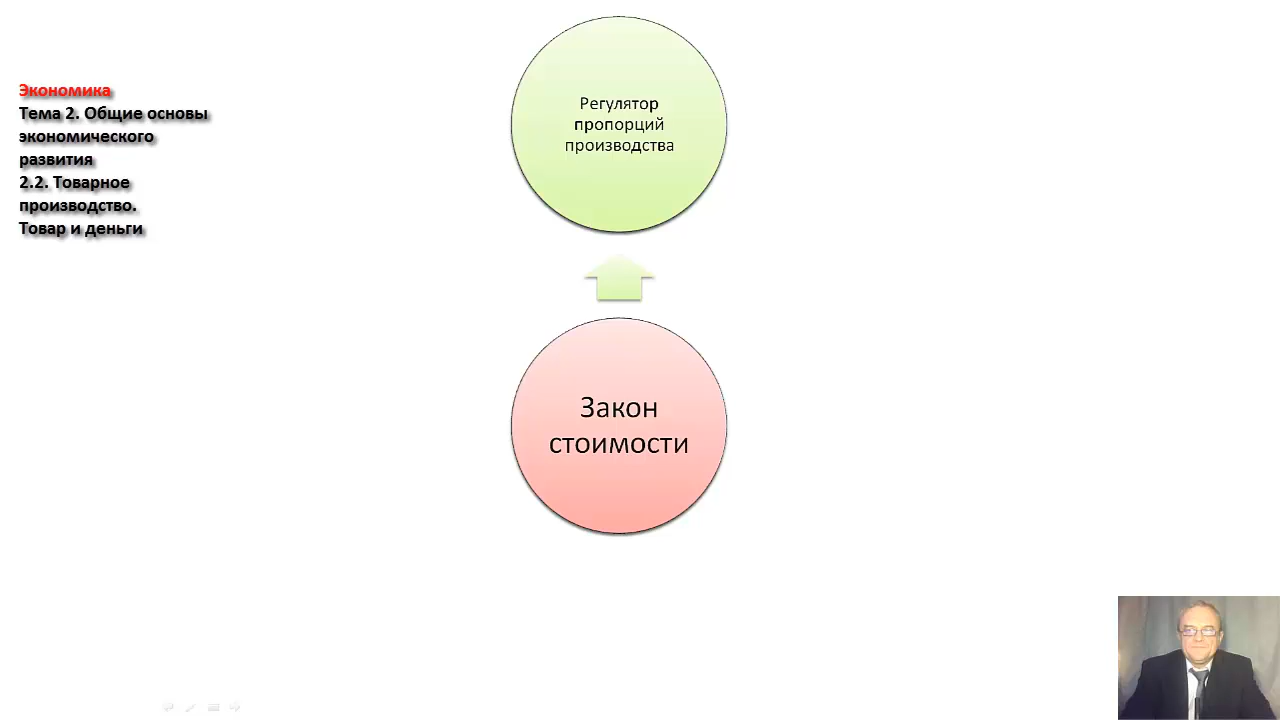 Экономика
Тема 2. Общие основы
экономического
развития
2.2. Товарное
производство.
Товар и деньги
Регулятор
пропорций
производства
Закон
стоимости